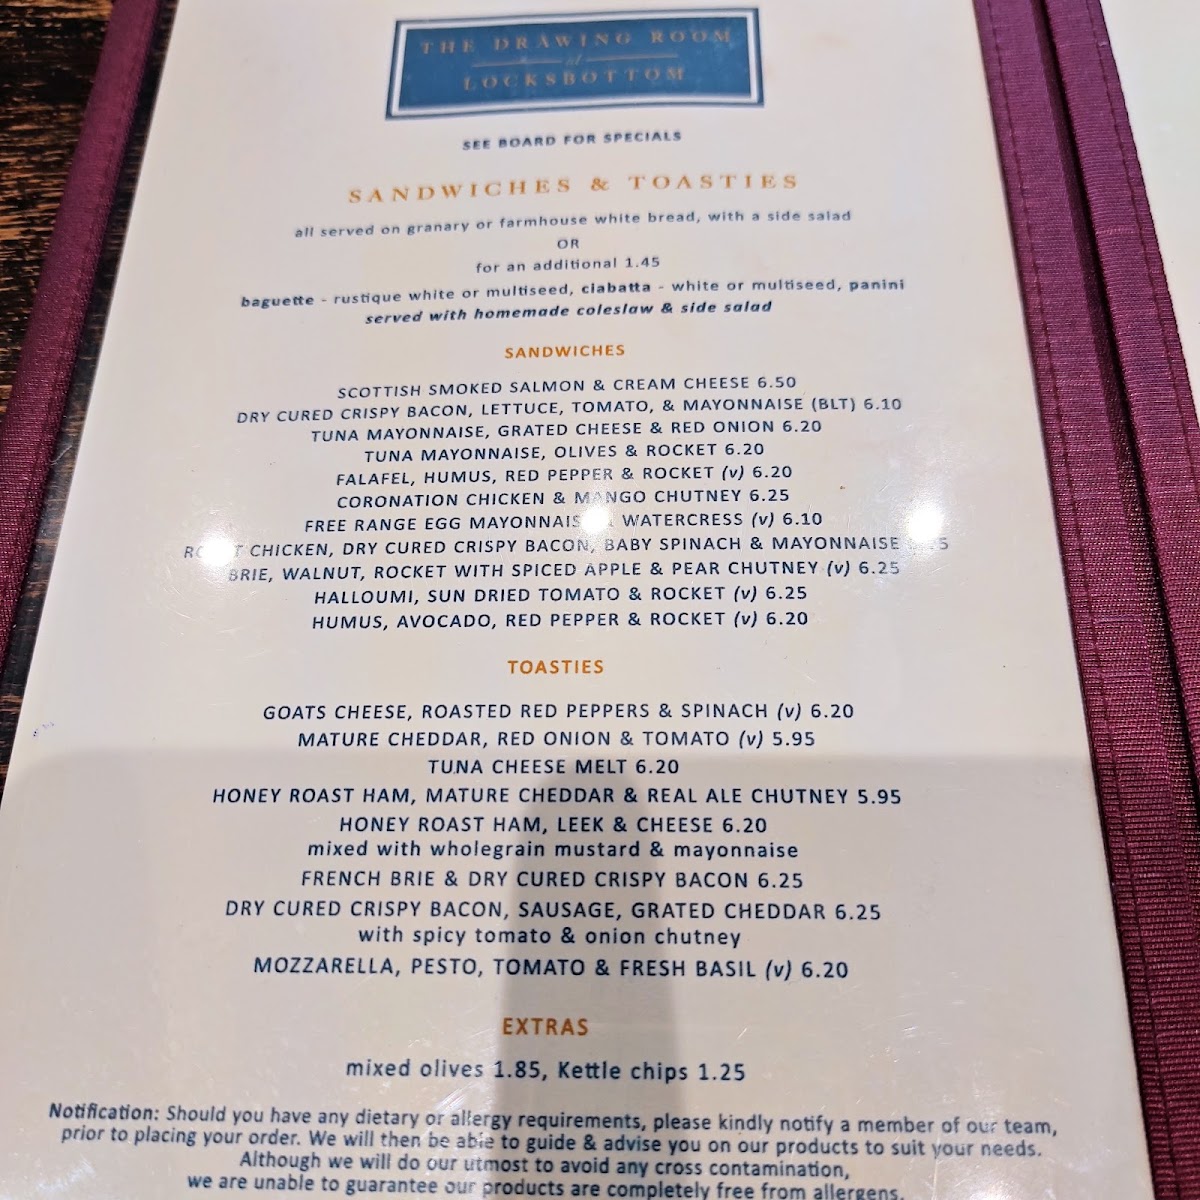 THE DRAWING ROOM
at
LOCKSBOTTOM
SEE BOARD FOR SPECIALS
SANDWICHES & TOASTIES
all served on granary or farmhouse white bread, with a side salad
OR
for an additional 1.45
baguette - rustique white or multiseed, ciabatta - white or multiseed, panini
served with homemade coleslaw & side salad
SANDWICHES
SCOTTISH SMOKED SALMON & CREAM CHEESE 6.50
DRY CURED CRISPY BACON, LETTUCE, TOMATO, & MAYONNAISE (BLT) 6.10
TUNA MAYONNAISE, GRATED CHEESE & RED ONION 6.20
TUNA MAYONNAISE, OLIVES & ROCKET 6.20
FALAFEL, HUMUS, RED PEPPER & ROCKET (v) 6.20
CORONATION CHICKEN & MANGO CHUTNEY 6.25
FREE RANGE EGG MAYONNAISE WATERCRESS (v) 6.10
ROAST CHICKEN, DRY CURED CRISPY BACON, BABY SPINACH & MAYONNAISE
BRIE, WALNUT, ROCKET WITH SPICED APPLE & PEAR CHUTNEY (v) 6.25
HALLOUMI, SUN DRIED TOMATO & ROCKET (v) 6.25
HUMUS, AVOCADO, RED PEPPER & ROCKET (v) 6.20
TOASTIES
GOATS CHEESE, ROASTED RED PEPPERS & SPINACH (v) 6.20
MATURE CHEDDAR, RED ONION & TOMATO (v) 5.95
TUNA CHEESE MELT 6.20
HONEY ROAST HAM, MATURE CHEDDAR & REAL ALE CHUTNEY 5.95
HONEY ROAST HAM, LEEK & CHEESE 6.20
mixed with wholegrain mustard & mayonnaise
FRENCH BRIE & DRY CURED CRISPY BACON 6.25
DRY CURED CRISPY BACON, SAUSAGE, GRATED CHEDDAR 6.25
with spicy tomato & onion chutney
MOZZARELLA, PESTO, TOMATO & FRESH BASIL (v) 6.20
EXTRAS
mixed olives 1.85, Kettle chips 1.25
Notification: Should you have any dietary or allergy requirements, please kindly notify a member of our team,
prior to placing your order. We will then be able to guide & advise you on our products to suit your needs.
Although we will do our utmost to avoid any cross contamination,
we are unable to guarantee our products are completely free from allergens.